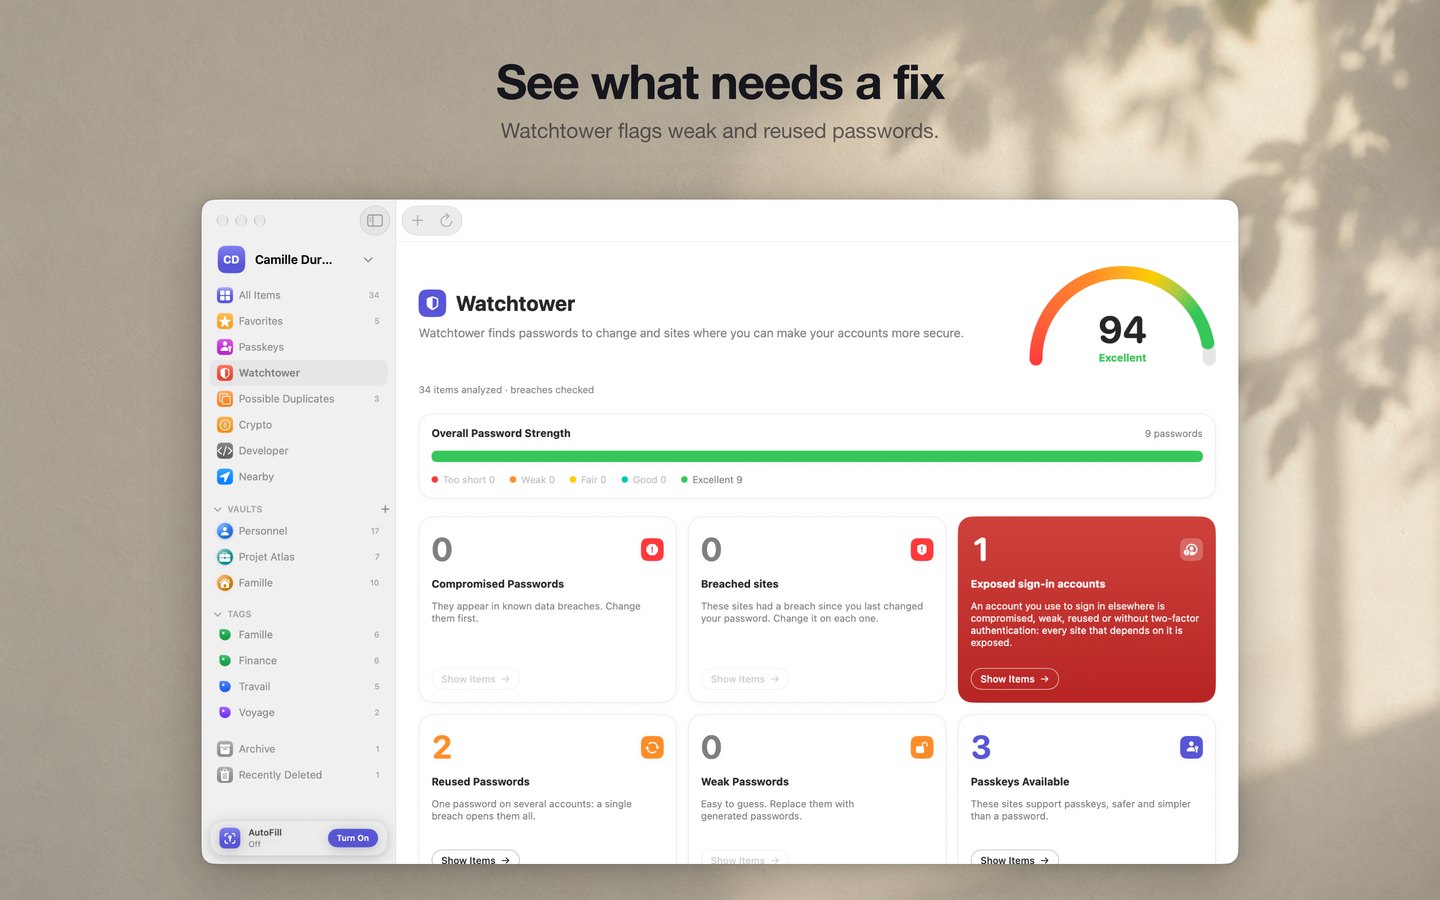 See what needs a fix
Watchtower flags weak and reused passwords.
CD
Camille Dur...
All Items 34
Favorites 5
Passkeys
Watchtower
Possible Duplicates 3
Crypto
Developer
Nearby
VAULTS
Personnel 17
Projet Atlas 7
Famille 10
TAGS
Famille 6
Finance 6
Travail 5
Voyage 2
Archive 1
Recently Deleted 1
AutoFill
Off
Turn On
Watchtower
Watchtower finds passwords to change and sites where you can make your accounts more secure.
94
Excellent
34 items analyzed · breaches checked
Overall Password Strength
9 passwords
Too short 0 Weak 0 Fair 0 Good 0 Excellent 9
0
Compromised Passwords
They appear in known data breaches. Change
them first.
Show Items →
0
Breached sites
These sites had a breach since you last changed
your password. Change it on each one.
Show Items →
1
Exposed sign-in accounts
An account you use to sign in elsewhere is
compromised, weak, reused or without two-factor
authentication: every site that depends on it is
exposed.
Show Items →
2
Reused Passwords
One password on several accounts: a single
breach opens them all.
Show Items →
0
Weak Passwords
Easy to guess. Replace them with
generated passwords.
Show Items →
3
Passkeys Available
These sites support passkeys, safer and simpler
than a password.
Show Items →